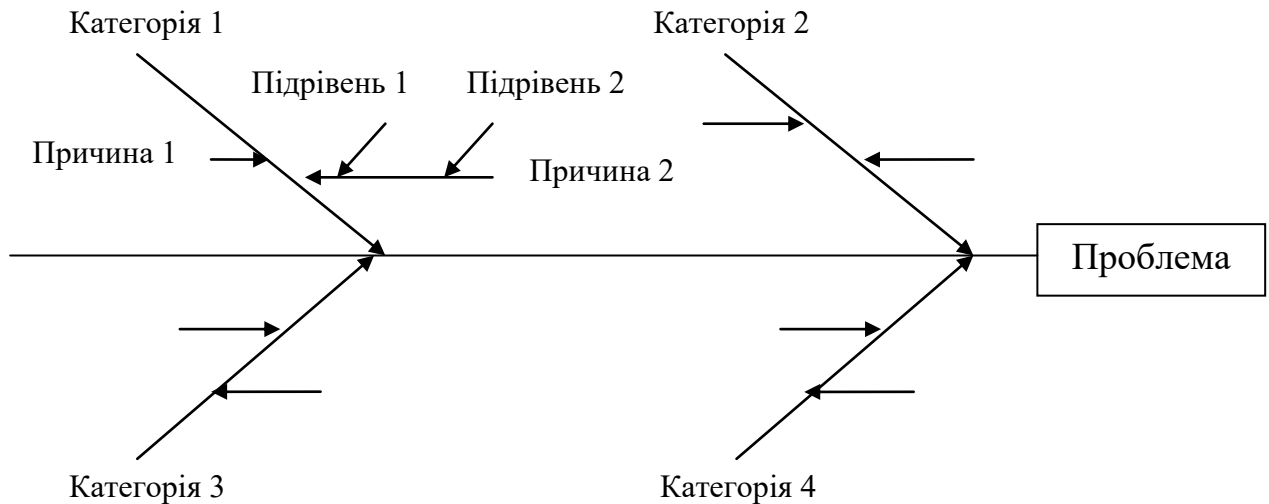 Категорія 1
Категорія 2
Підрівень 1
Підрівень 2
Причина 1
Причина 2
Проблема
Категорія 3
Категорія 4